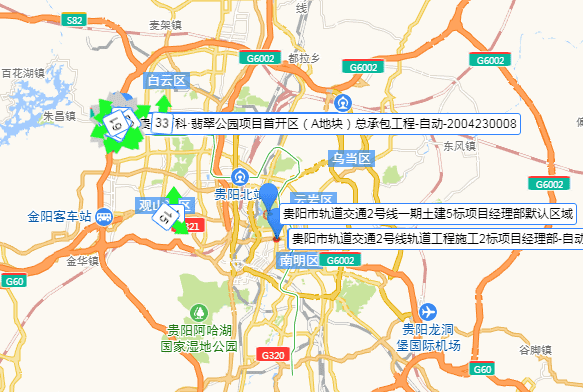 S82
麦架镇
线
G6002
都拉乡
G6002
G6002
百花湖镇
白云区
朱昌镇
61
33
科·翡翠公园项目首开区（A地块）总承包工程-自动-2004230008
东风镇
乌当区
贵阳北站
G6002
云岩区
观山
区
金阳客车站
G321
贵阳市轨道交通2号线一期土建5标项目经理部默认区域
贵阳市轨道交通2号线轨道工程施工2标项目经理部-自动
金华镇
南明区
G6002
G60
贵阳阿哈湖
国家湿地公园
贵阳龙洞
堡国际机场
G320
谷脚镇
G60